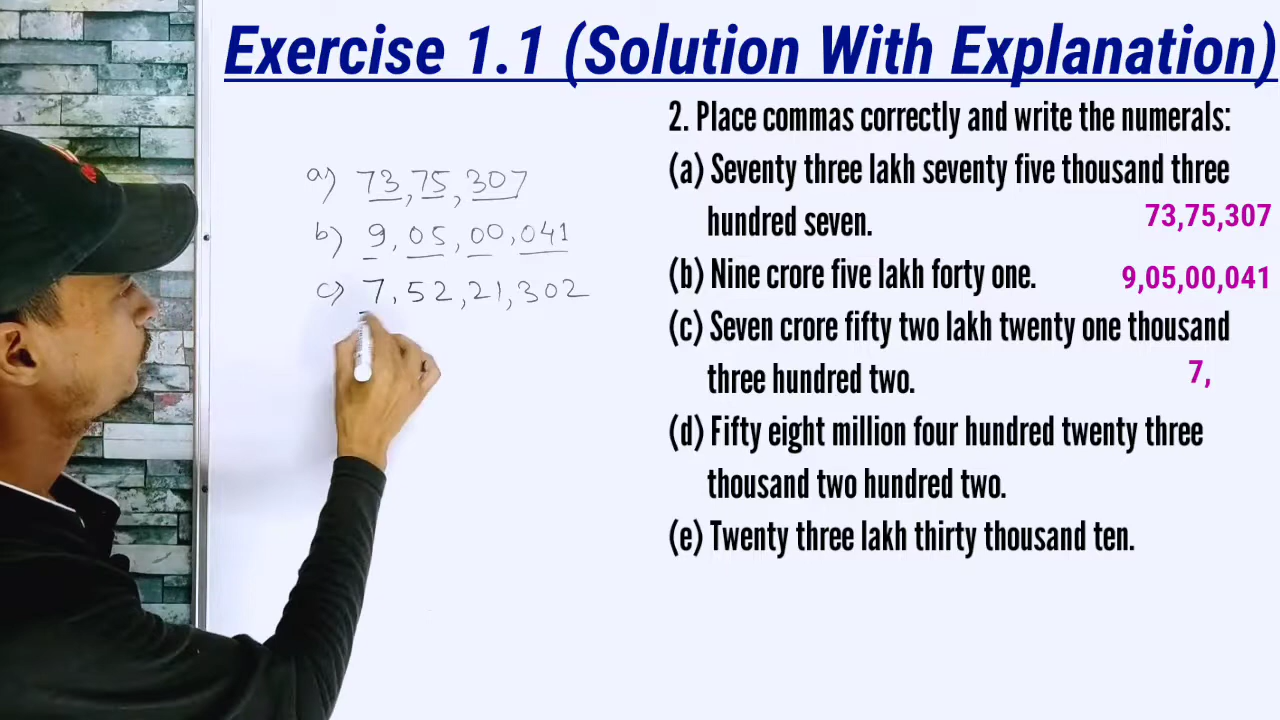 Exercise 1.1 (Solution With Explanation)
a) 73,75,307
b) 9,05,00,041
c) 7,52,21,302
2. Place commas correctly and write the numerals:
(a) Seventy three lakh seventy five thousand three
hundred seven.
73,75,307
(b) Nine crore five lakh forty one.
9,05,00,041
(c) Seven crore fifty two lakh twenty one thousand
three hundred two.
7,
(d) Fifty eight million four hundred twenty three
thousand two hundred two.
(e) Twenty three lakh thirty thousand ten.